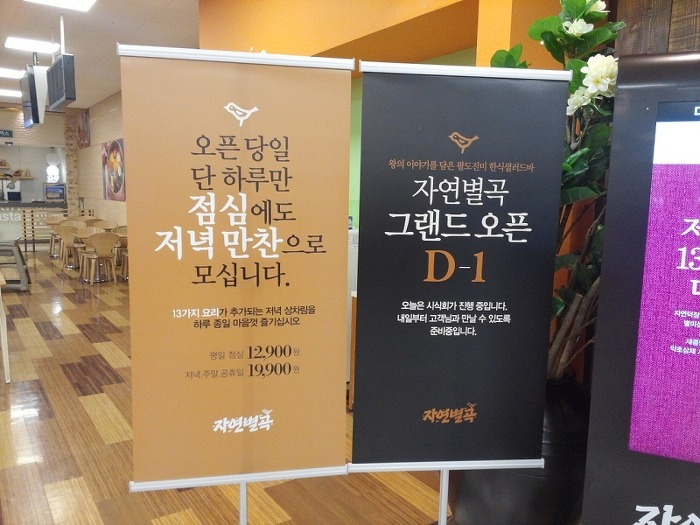 오픈 당일
단 하루만
점심에도
저녁 만찬으로
모십니다.
13가지 요리가 추가되는 저녁 상차림을
하루 종일 마음껏 즐기십시오
평일 점심 12,900원
저녁.주말.공휴일 19,900원
자연별곡
왕의 이야기를 담은 팔도진미 한식샐러드바
자연별곡
그랜드 오픈
D-1
오늘은 시식회가 진행 중입니다.
내일부터 고객님과 만날 수 있도록
준비중입니다.
자연별곡
저
13
자연